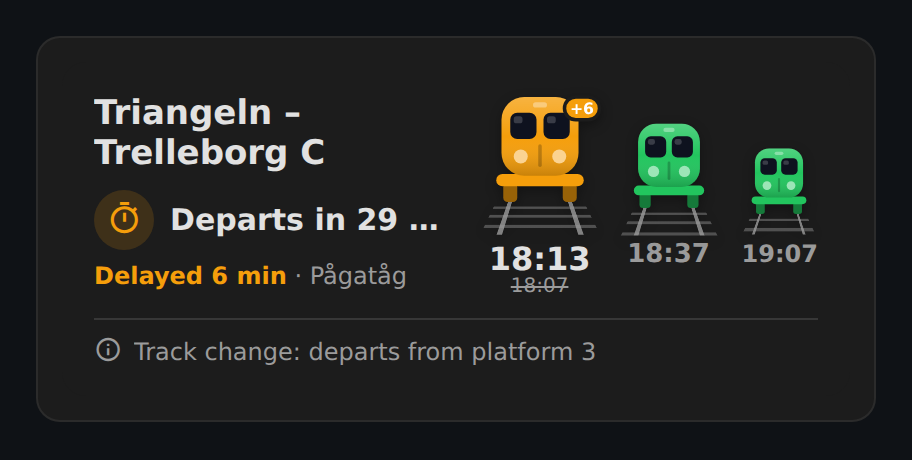 Triangeln –
Trelleborg C
Departs in 29 …
Delayed 6 min · Pågatåg
+6
18:13
18:07
18:37
19:07
Track change: departs from platform 3